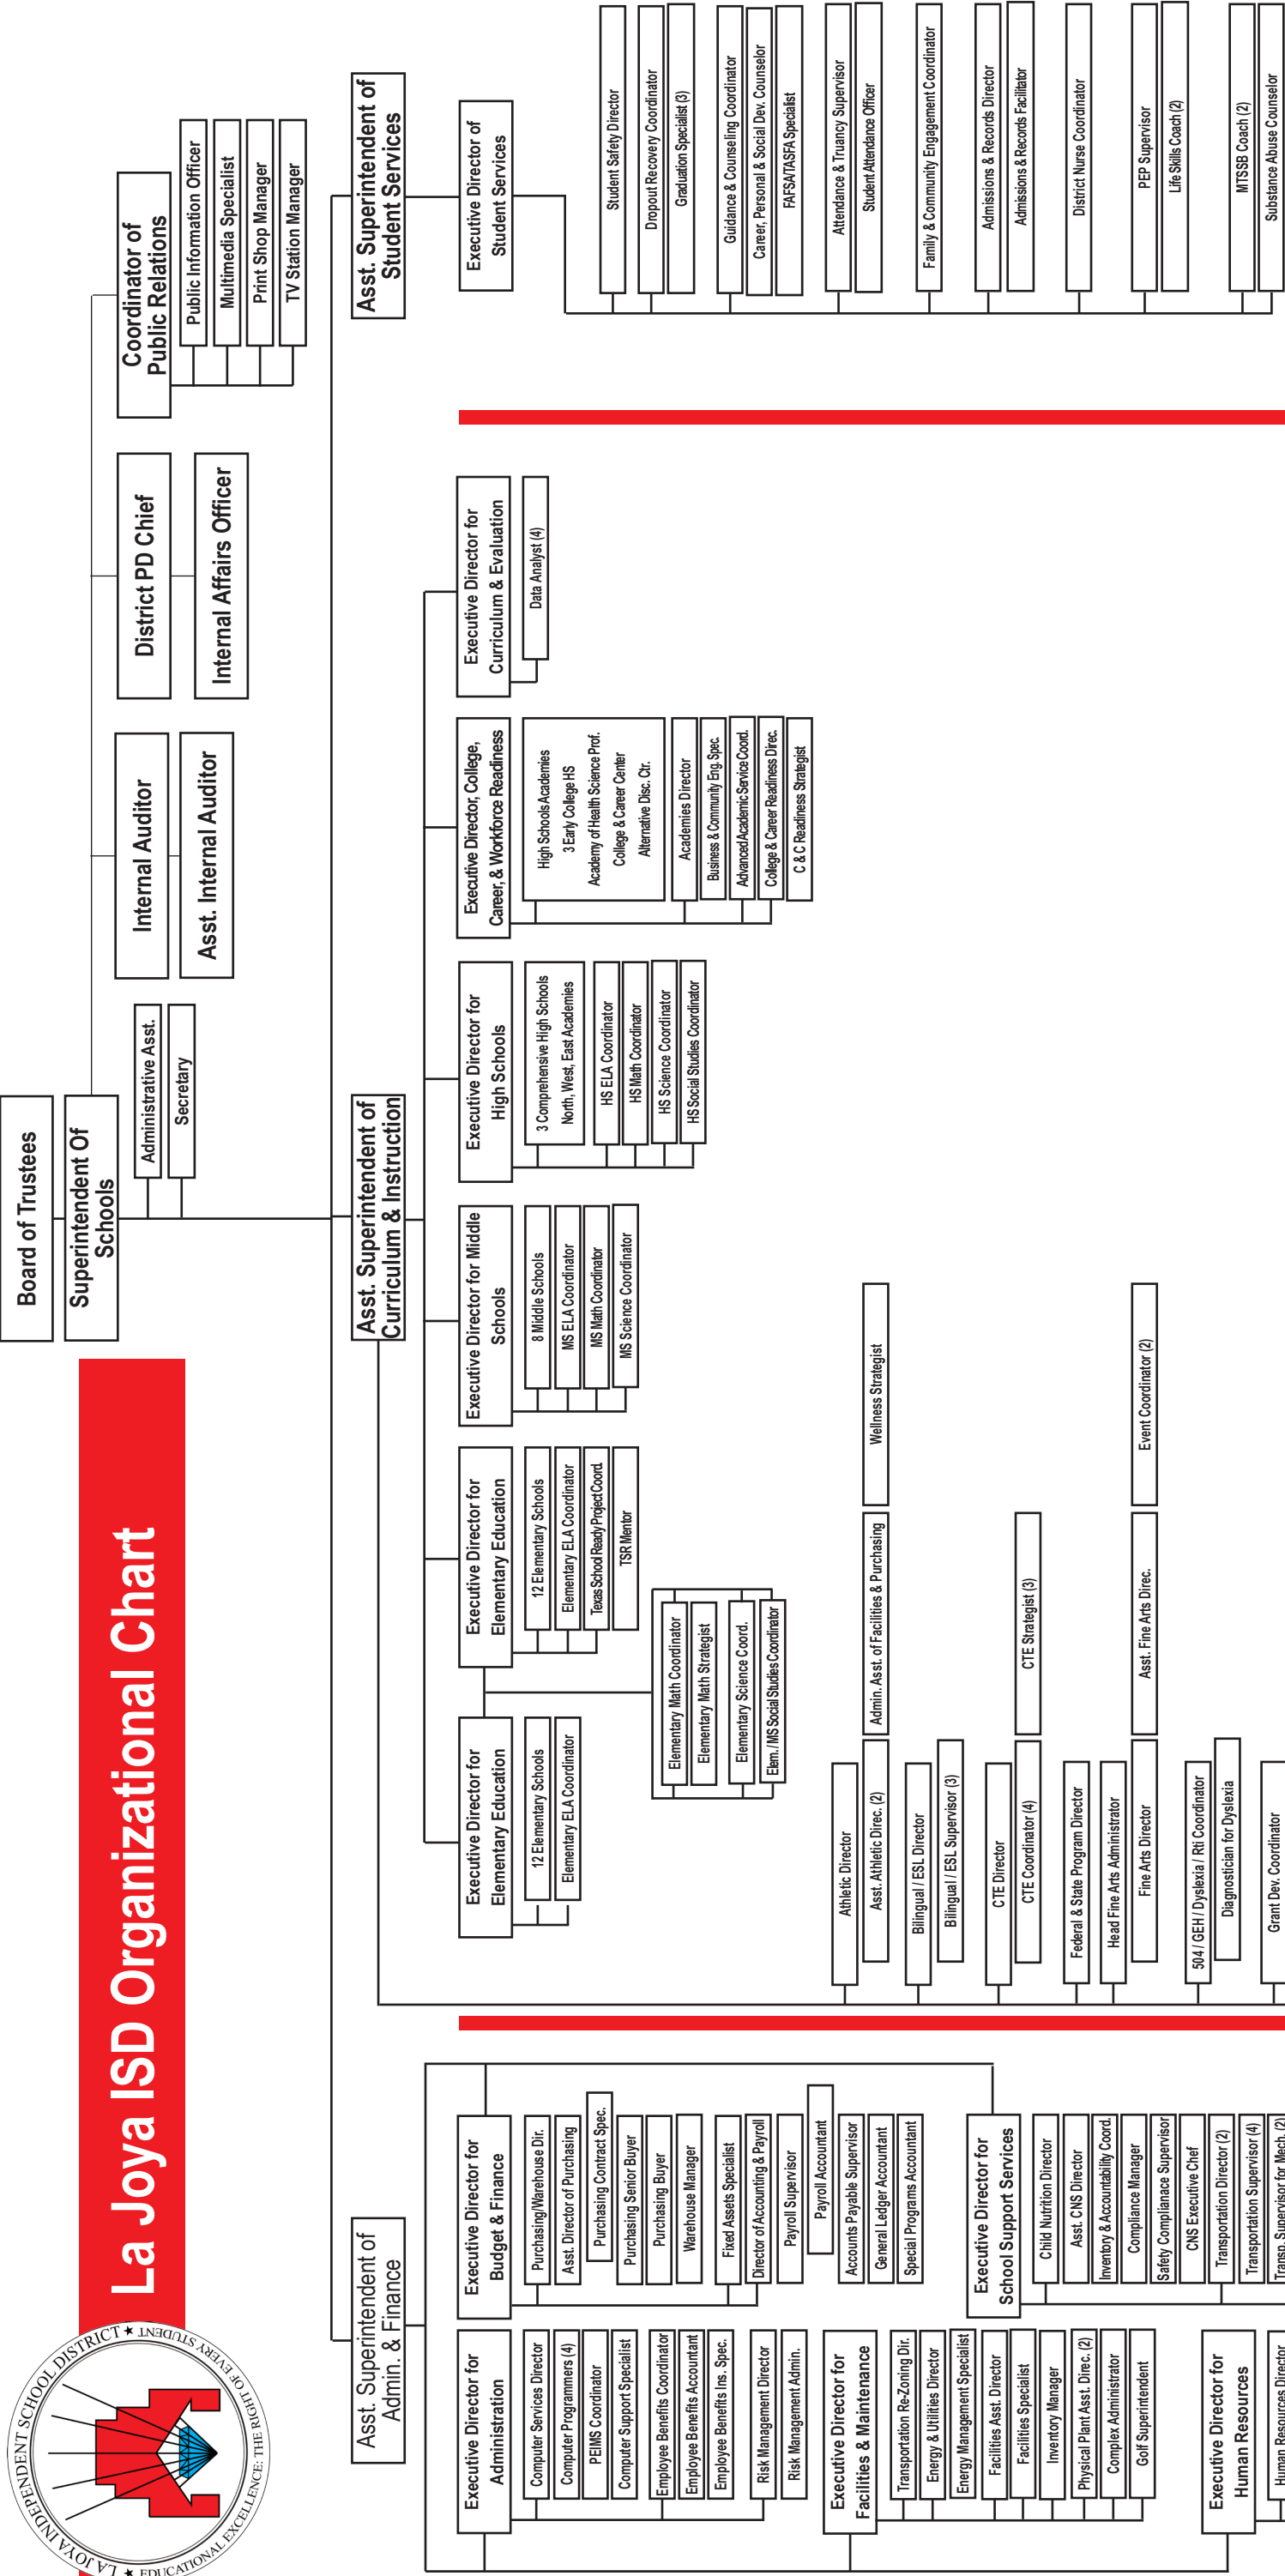 LA JOYA INDEPENDENT SCHOOL DISTRICT
★ EDUCATIONAL EXCELLENCE: THE RIGHT OF EVERY STUDENT ★
La Joya ISD Organizational Chart
Board of Trustees
Superintendent Of
Schools
Administrative Asst.
Secretary
Internal Auditor
Asst. Internal Auditor
District PD Chief
Internal Affairs Officer
Coordinator of
Public Relations
Public Information Officer
Multimedia Specialist
Print Shop Manager
TV Station Manager
Asst. Superintendent of
Admin. & Finance
Executive Director for
Administration
Computer Services Director
Computer Programmers (4)
PEIMS Coordinator
Computer Support Specialist
Employee Benefits Coordinator
Employee Benefits Accountant
Employee Benefits Ins. Spec.
Risk Management Director
Risk Management Admin.
Executive Director for
Facilities & Maintenance
Transportation Re-Zoning Dir.
Energy & Utilities Director
Energy Management Specialist
Facilities Asst. Director
Facilities Specialist
Inventory Manager
Physical Plant Asst. Direc. (2)
Complex Administrator
Golf Superintendent
Executive Director for
Human Resources
Human Resources Director
Executive Director for
Budget & Finance
Purchasing/Warehouse Dir.
Asst. Director of Purchasing
Purchasing Contract Spec.
Purchasing Senior Buyer
Purchasing Buyer
Warehouse Manager
Fixed Assets Specialist
Director of Accounting & Payroll
Payroll Supervisor
Payroll Accountant
Accounts Payable Supervisor
General Ledger Accountant
Special Programs Accountant
Executive Director for
School Support Services
Child Nutrition Director
Asst. CNS Director
Inventory & Accountability Coord.
Compliance Manager
Safety Complianace Supervisor
CNS Executive Chef
Transportation Director (2)
Transportation Supervisor (4)
Transp. Supervisor for Mech. (2)
Asst. Superintendent of
Curriculum & Instruction
Executive Director for
Elementary Education
12 Elementary Schools
Elementary ELA Coordinator
Executive Director for
Elementary Education
12 Elementary Schools
Elementary ELA Coordinator
Texas School Ready Project Coord.
TSR Mentor
Elementary Math Coordinator
Elementary Math Strategist
Elementary Science Coord.
Elem. / MS Social Studies Coordinator
Executive Director for Middle
Schools
8 Middle Schools
MS ELA Coordinator
MS Math Coordinator
MS Science Coordinator
Executive Director for
High Schools
3 Comprehensive High Schools
North, West, East Academies
HS ELA Coordinator
HS Math Coordinator
HS Science Coordinator
HS Social Studies Coordinator
Executive Director, College,
Career, & Workforce Readiness
High Schools Academies
3 Early College HS
Academy of Health Science Prof.
College & Career Center
Alternative Disc. Ctr.
Academies Director
Business & Community Eng. Spec.
Advanced Academic Service Coord.
College & Career Readiness Direc.
C & C Readiness Strategist
Executive Director for
Curriculum & Evaluation
Data Analyst (4)
Athletic Director
Asst. Athletic Direc. (2)
Admin. Asst. of Facilities & Purchasing
Wellness Strategist
Bilingual / ESL Director
Bilingual / ESL Supervisor (3)
CTE Director
CTE Coordinator (4)
CTE Strategist (3)
Federal & State Program Director
Head Fine Arts Administrator
Fine Arts Director
Asst. Fine Arts Direc.
Event Coordinator (2)
504 / GEH / Dyslexia / Rti Coordinator
Diagnostician for Dyslexia
Grant Dev. Coordinator
Asst. Superintendent of
Student Services
Executive Director of
Student Services
Student Safety Director
Dropout Recovery Coordinator
Graduation Specialist (3)
Guidance & Counseling Coordinator
Career, Personal & Social Dev. Counselor
FAFSA/TASFA Specialist
Attendance & Truancy Supervisor
Student Attendance Officer
Family & Community Engagement Coordinator
Admissions & Records Director
Admissions & Records Facilitator
District Nurse Coordinator
PEP Supervisor
Life Skills Coach (2)
MTSSB Coach (2)
Substance Abuse Counselor